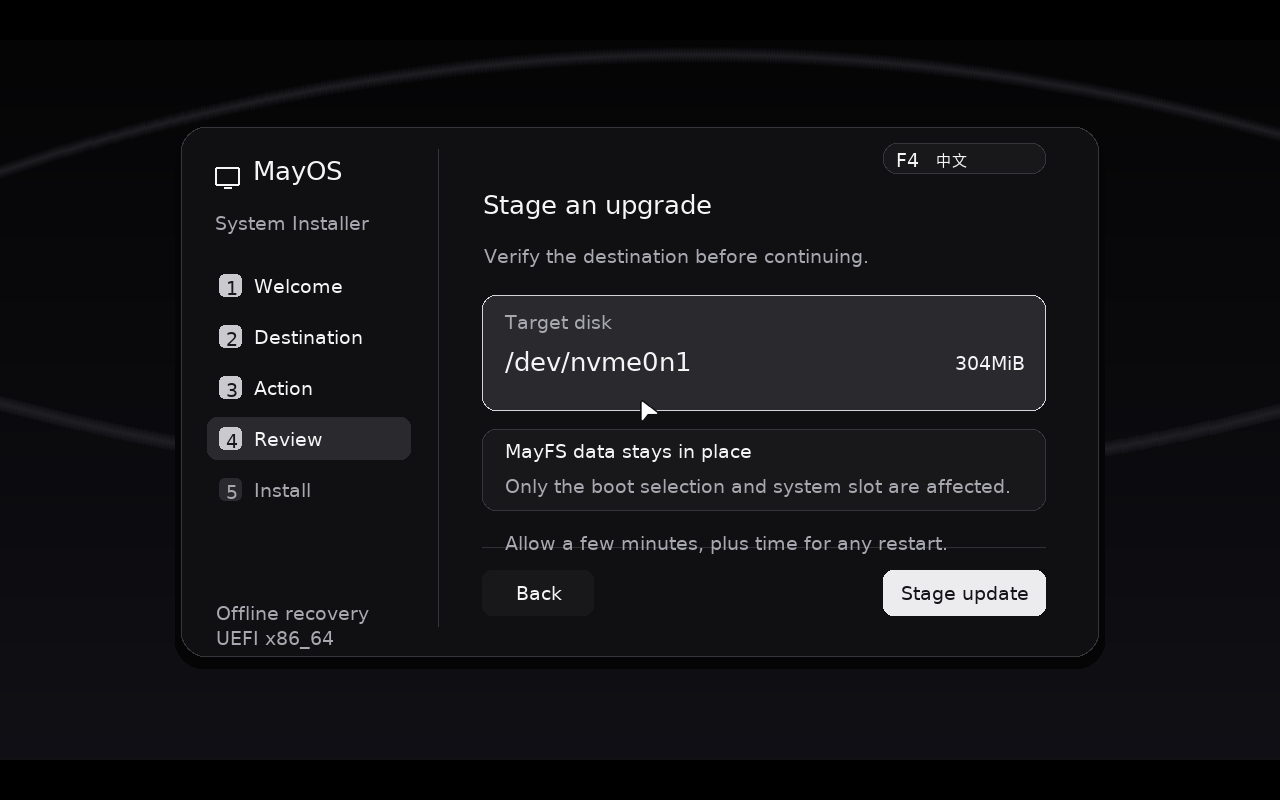 MayOS
System Installer
1 Welcome
2 Destination
3 Action
4 Review
5 Install
Offline recovery
UEFI x86_64
F4 中文
Stage an upgrade
Verify the destination before continuing.
Target disk
/dev/nvme0n1 304MiB
MayFS data stays in place
Only the boot selection and system slot are affected.
Allow a few minutes, plus time for any restart.
Back Stage update